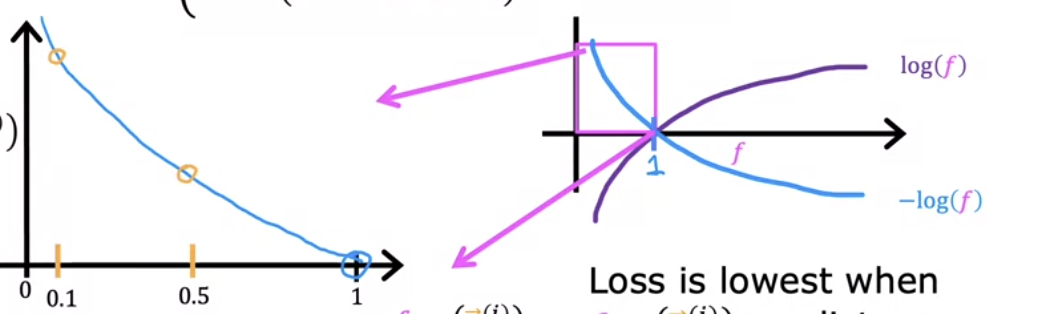 log(f)
f
1
−log(f)
0 0.1 0.5 1
Loss is lowest when